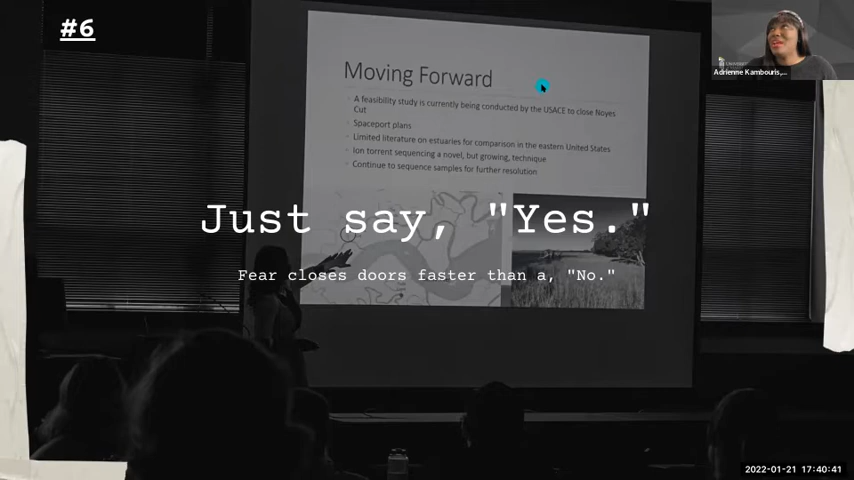 #6
Adrienne Kambouris,...
Moving Forward
A feasibility study is currently being conducted by the USACE to close Noyes
Cut
Spaceport plans
Limited literature on estuaries for comparison in the eastern United States
Ion torrent sequencing a novel, but growing, technique
Continue to sequence samples for further resolution
Just say, "Yes."
Fear closes doors faster than a, "No."
2022-01-21 17:40:41